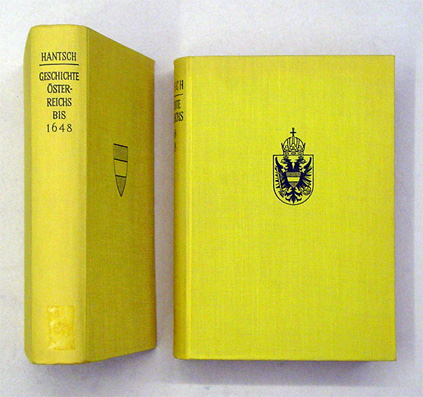 HANTSCH
GESCHICHTE
ÖSTER-
REICHS
BIS
1648